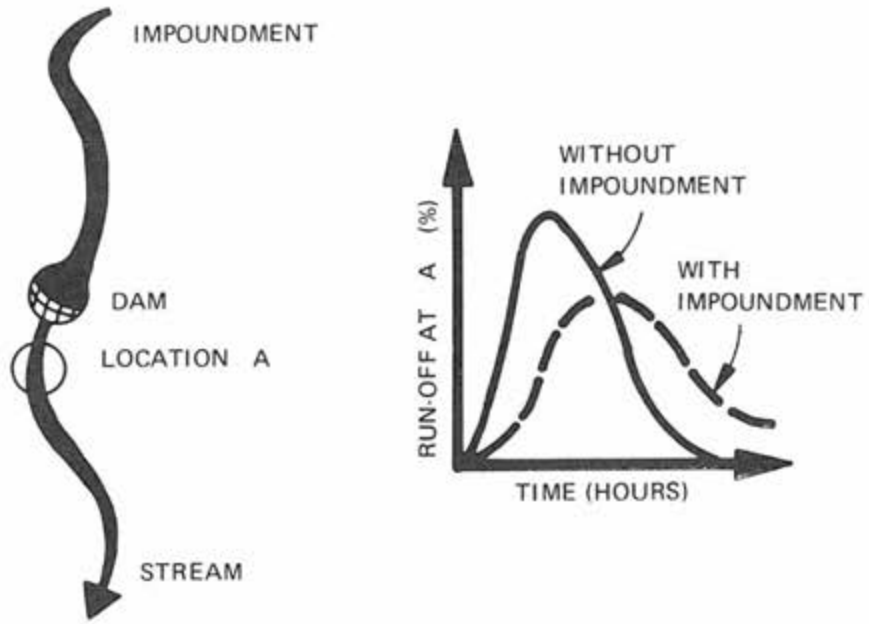 IMPOUNDMENT
DAM
LOCATION A
STREAM
RUN-OFF AT A (%)
WITHOUT
IMPOUNDMENT
WITH
IMPOUNDMENT
TIME (HOURS)